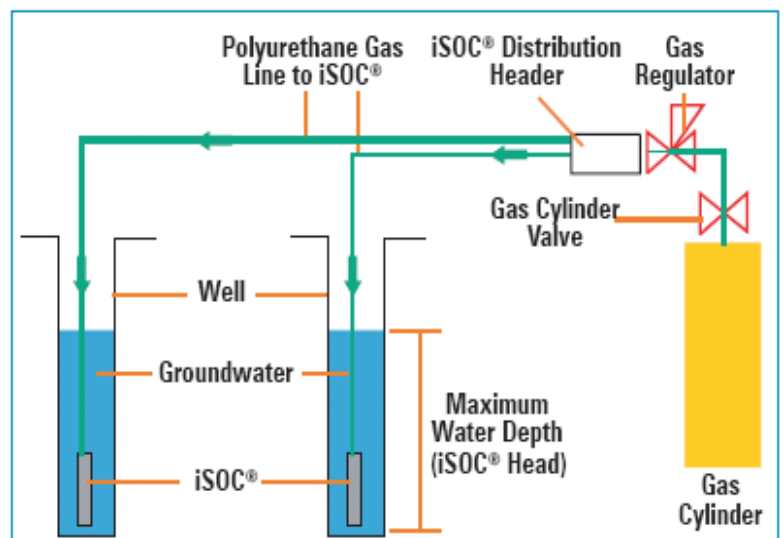 Polyurethane Gas
Line to iSOC®
iSOC® Distribution
Header
Gas
Regulator
Gas Cylinder
Valve
Well
Groundwater
Maximum
Water Depth
(iSOC® Head)
iSOC®
Gas
Cylinder